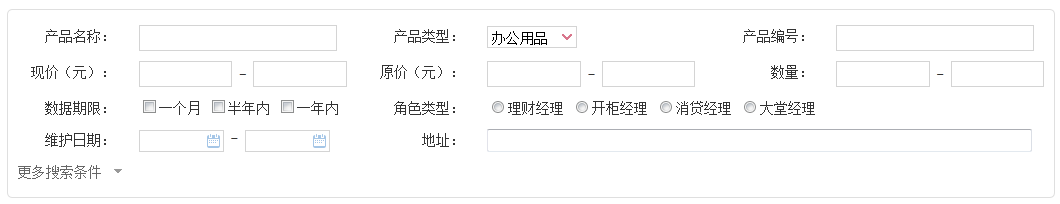 产品名称： 产品类型： 办公用品 产品编号：
现价（元）： - 原价（元）： - 数量： -
数据期限： 一个月 半年内 一年内 角色类型： 理财经理 开柜经理 消贷经理 大堂经理
维护日期： - 地址：
更多搜索条件